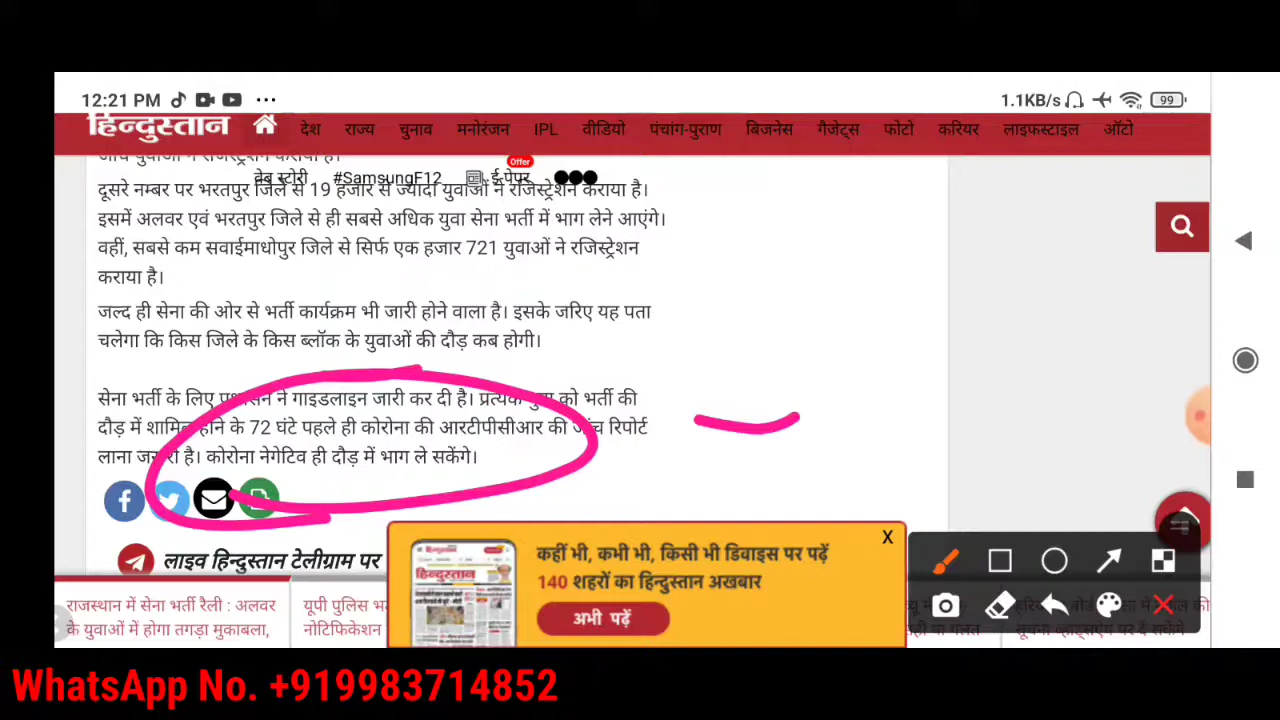 12:21 PM
1.1KB/s
99
हिन्दुस्तान देश राज्य चुनाव मनोरंजन IPL वीडियो पंचांग-पुराण बिजनेस गैजेट्स फोटो करियर लाइफस्टाइल ऑटो
Offer
वेब स्टोरी #SamsungF12 ई-पेपर
दूसरे नम्बर पर भरतपुर जिले से 19 हजार से ज्यादा युवाओं ने रजिस्ट्रेशन कराया है।
इसमें अलवर एवं भरतपुर जिले से ही सबसे अधिक युवा सेना भर्ती में भाग लेने आएंगे।
वहीं, सबसे कम सवाईमाधोपुर जिले से सिर्फ एक हजार 721 युवाओं ने रजिस्ट्रेशन
कराया है।
जल्द ही सेना की ओर से भर्ती कार्यक्रम भी जारी होने वाला है। इसके जरिए यह पता
चलेगा कि किस जिले के किस ब्लॉक के युवाओं की दौड़ कब होगी।
सेना भर्ती के लिए प्रशासन ने गाइडलाइन जारी कर दी है। प्रत्येक युवा को भर्ती की
दौड़ में शामिल होने के 72 घंटे पहले ही कोरोना की आरटीपीसीआर की जांच रिपोर्ट
लाना जरूरी है। कोरोना नेगेटिव ही दौड़ में भाग ले सकेंगे।
लाइव हिन्दुस्तान टेलीग्राम पर
X
कहीं भी, कभी भी, किसी भी डिवाइस पर पढ़ें
140 शहरों का हिन्दुस्तान अखबार
अभी पढ़ें
हिन्दुस्तान
राजस्थान में सेना भर्ती रैली : अलवर
के युवाओं में होगा तगड़ा मुकाबला,
यूपी पुलिस
नोटिफिकेशन
WhatsApp No. +919983714852